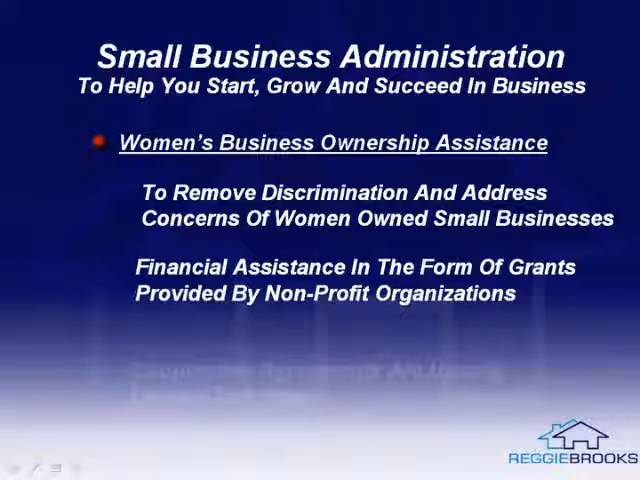 Small Business Administration
To Help You Start, Grow And Succeed In Business
Women's Business Ownership Assistance
To Remove Discrimination And Address
Concerns Of Women Owned Small Businesses
Financial Assistance In The Form Of Grants
Provided By Non-Profit Organizations
REGGIEBROOKS